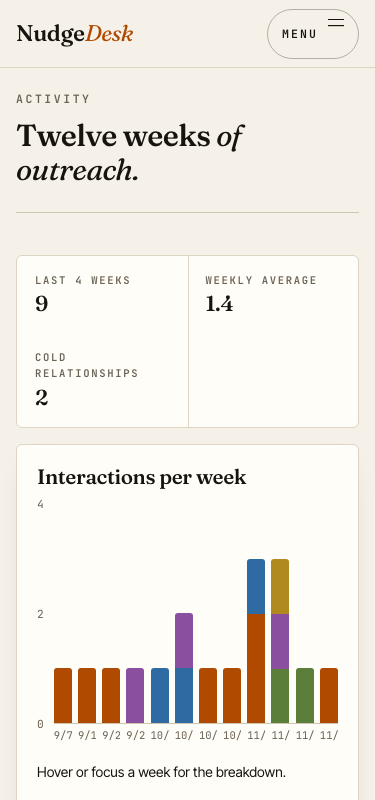 NudgeDesk
MENU
ACTIVITY
Twelve weeks of
outreach.
LAST 4 WEEKS
9
WEEKLY AVERAGE
1.4
COLD
RELATIONSHIPS
2
Interactions per week
4
2
0
9/7 9/1 9/2 9/2 10/ 10/ 10/ 10/ 11/ 11/ 11/ 11/
Hover or focus a week for the breakdown.